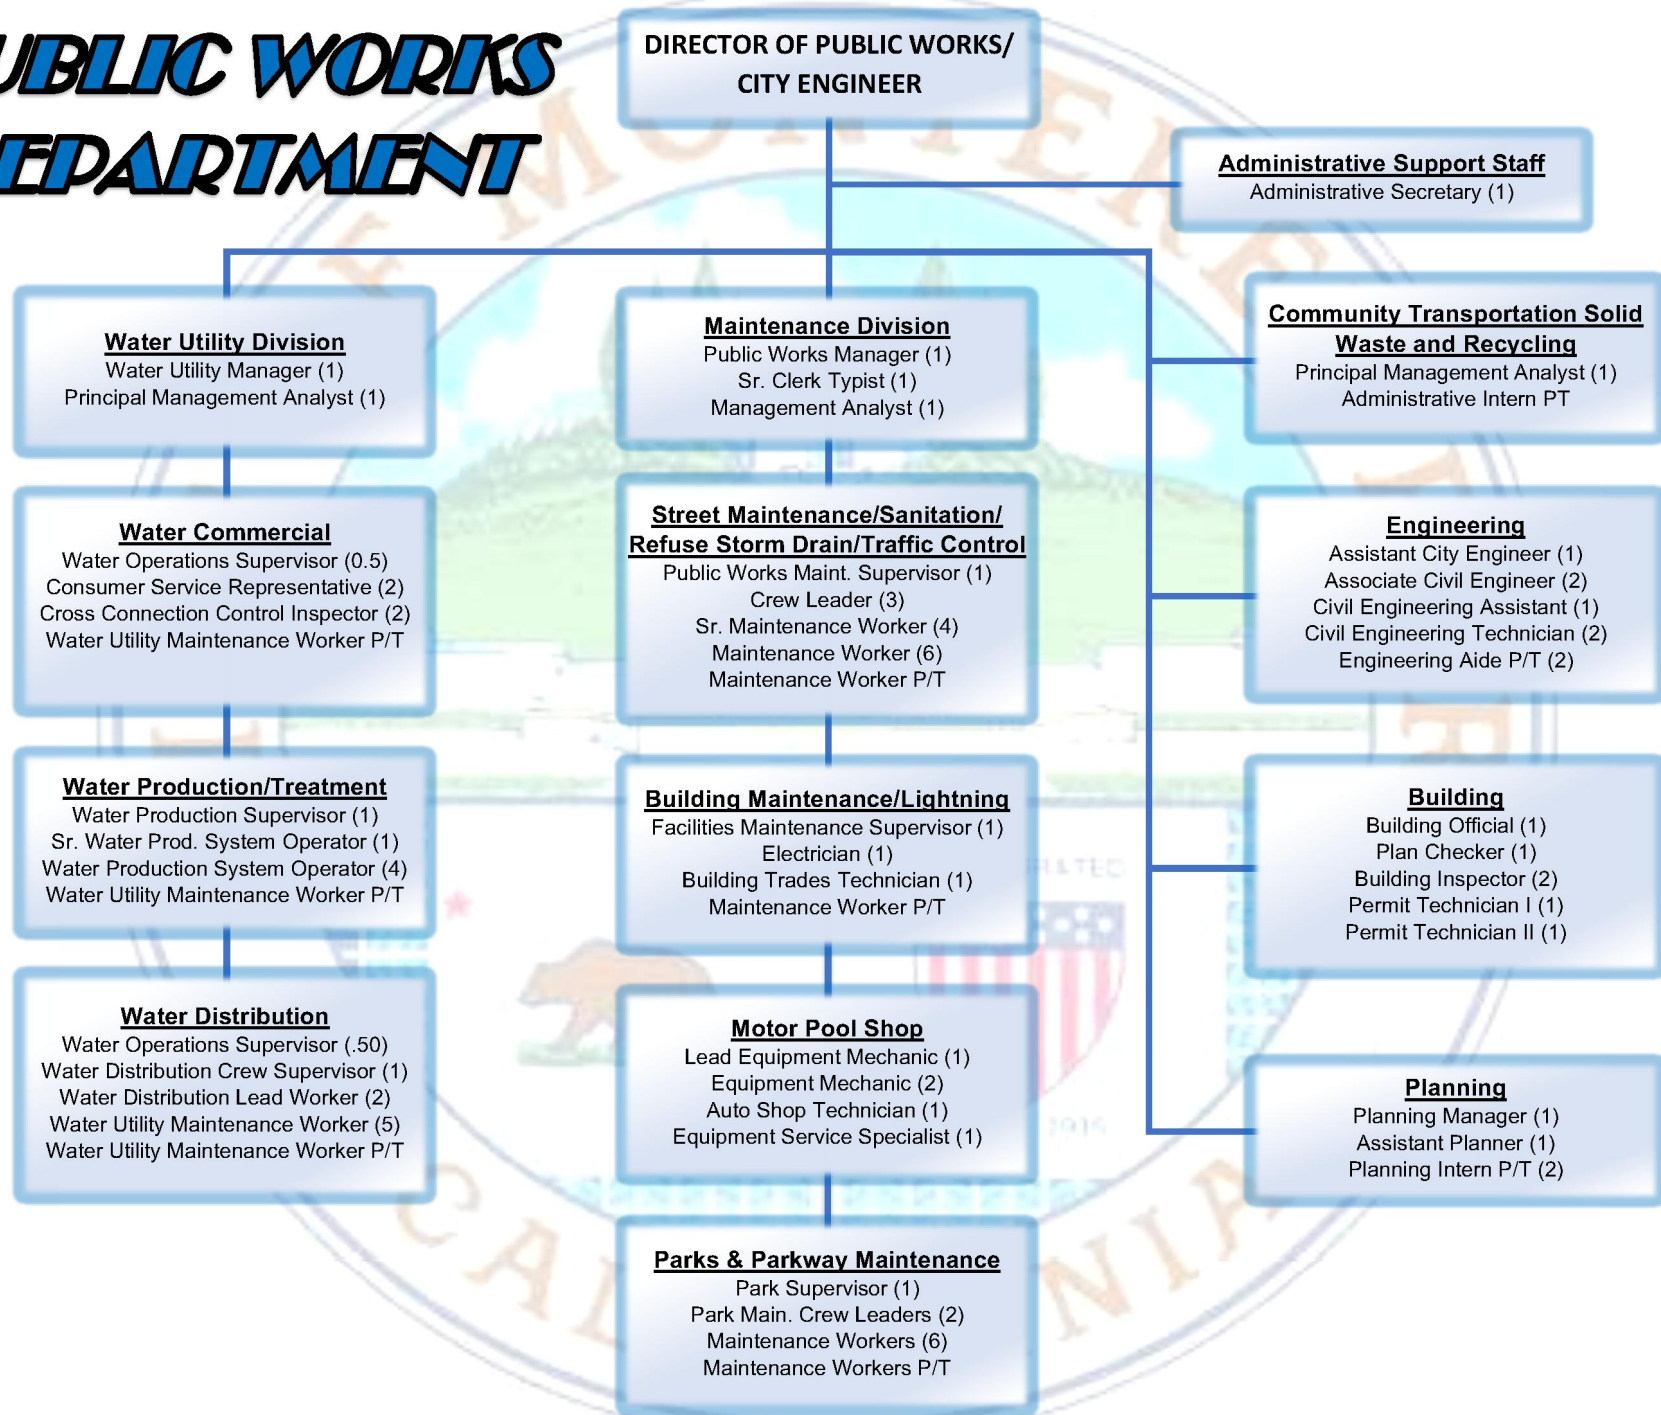 PUBLIC WORKS
DEPARTMENT
DIRECTOR OF PUBLIC WORKS/
CITY ENGINEER
Administrative Support Staff
Administrative Secretary (1)
Water Utility Division
Water Utility Manager (1)
Principal Management Analyst (1)
Water Commercial
Water Operations Supervisor (0.5)
Consumer Service Representative (2)
Cross Connection Control Inspector (2)
Water Utility Maintenance Worker P/T
Water Production/Treatment
Water Production Supervisor (1)
Sr. Water Prod. System Operator (1)
Water Production System Operator (4)
Water Utility Maintenance Worker P/T
Water Distribution
Water Operations Supervisor (.50)
Water Distribution Crew Supervisor (1)
Water Distribution Lead Worker (2)
Water Utility Maintenance Worker (5)
Water Utility Maintenance Worker P/T
Maintenance Division
Public Works Manager (1)
Sr. Clerk Typist (1)
Management Analyst (1)
Street Maintenance/Sanitation/
Refuse Storm Drain/Traffic Control
Public Works Maint. Supervisor (1)
Crew Leader (3)
Sr. Maintenance Worker (4)
Maintenance Worker (6)
Maintenance Worker P/T
Building Maintenance/Lightning
Facilities Maintenance Supervisor (1)
Electrician (1)
Building Trades Technician (1)
Maintenance Worker P/T
Motor Pool Shop
Lead Equipment Mechanic (1)
Equipment Mechanic (2)
Auto Shop Technician (1)
Equipment Service Specialist (1)
Parks & Parkway Maintenance
Park Supervisor (1)
Park Main. Crew Leaders (2)
Maintenance Workers (6)
Maintenance Workers P/T
Community Transportation Solid
Waste and Recycling
Principal Management Analyst (1)
Administrative Intern PT
Engineering
Assistant City Engineer (1)
Associate Civil Engineer (2)
Civil Engineering Assistant (1)
Civil Engineering Technician (2)
Engineering Aide P/T (2)
Building
Building Official (1)
Plan Checker (1)
Building Inspector (2)
Permit Technician I (1)
Permit Technician II (1)
Planning
Planning Manager (1)
Assistant Planner (1)
Planning Intern P/T (2)
1916